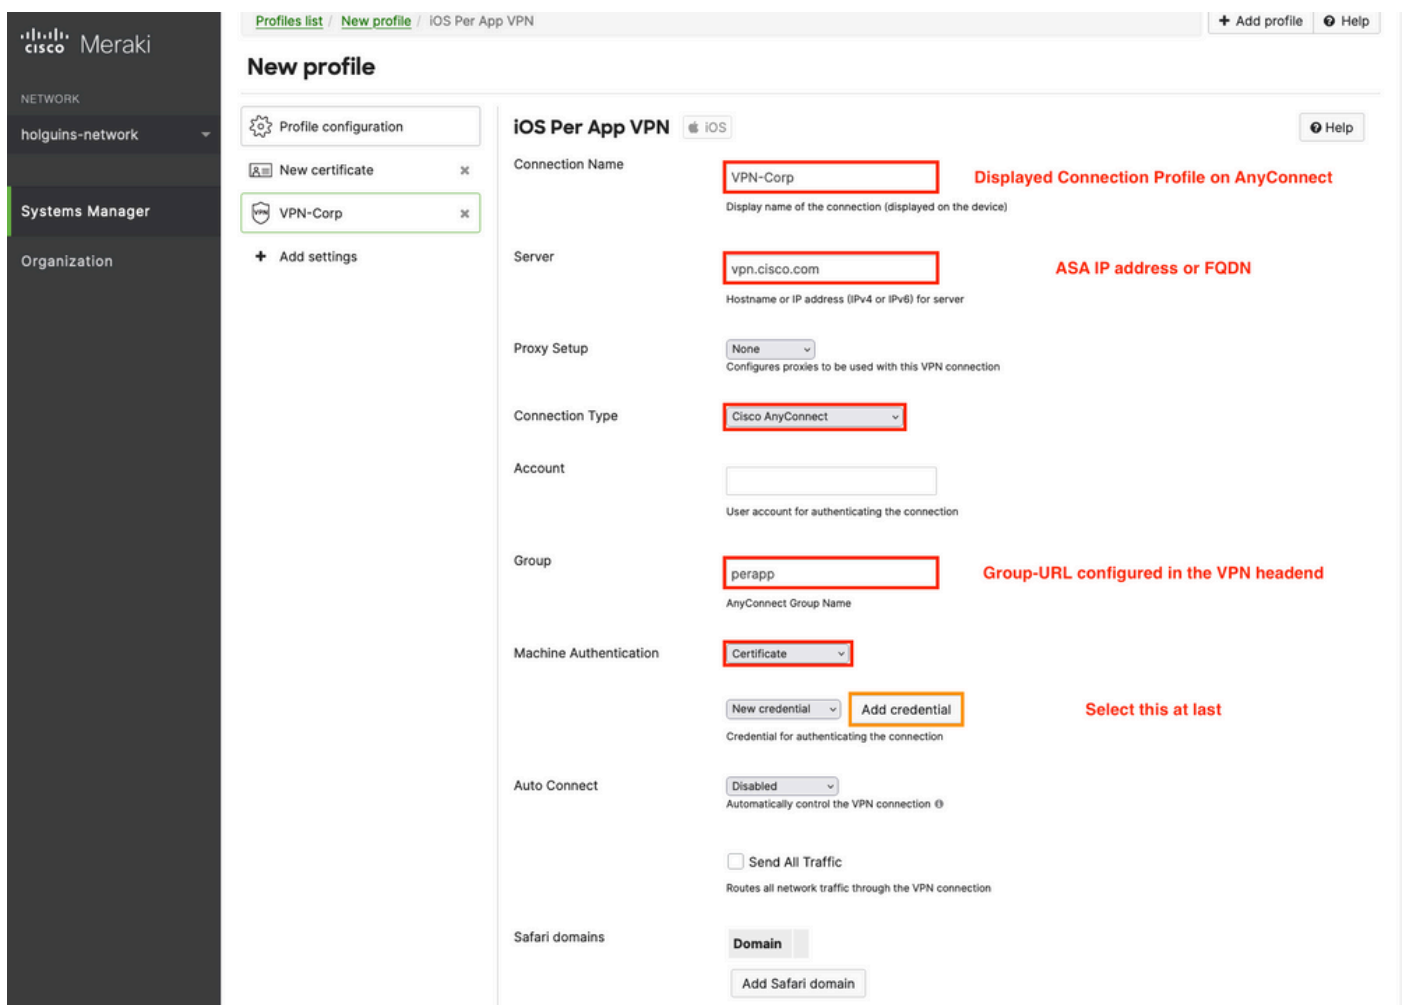 Profiles list / New profile / iOS Per App VPN
+ Add profile
Help
cisco Meraki
New profile
NETWORK
holguins-network
Systems Manager
Organization
Profile configuration
New certificate ×
VPN VPN-Corp ×
+ Add settings
iOS Per App VPN iOS
Help
Connection Name
VPN-Corp
Displayed Connection Profile on AnyConnect
Display name of the connection (displayed on the device)
Server
vpn.cisco.com
ASA IP address or FQDN
Hostname or IP address (IPv4 or IPv6) for server
Proxy Setup
None
Configures proxies to be used with this VPN connection
Connection Type
Cisco AnyConnect
Account
User account for authenticating the connection
Group
perapp
Group-URL configured in the VPN headend
AnyConnect Group Name
Machine Authentication
Certificate
New credential
Add credential
Select this at last
Credential for authenticating the connection
Auto Connect
Disabled
Automatically control the VPN connection
Send All Traffic
Routes all network traffic through the VPN connection
Safari domains
Domain
Add Safari domain